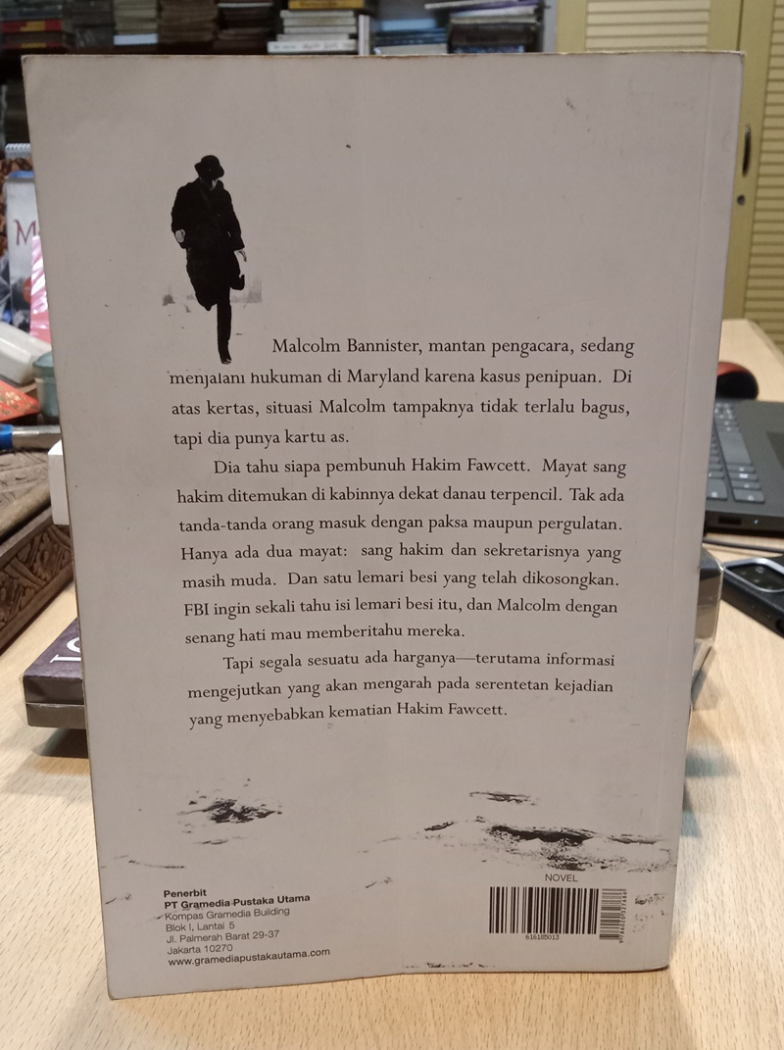 Malcolm Bannister, mantan pengacara, sedang
menjalani hukuman di Maryland karena kasus penipuan. Di
atas kertas, situasi Malcolm tampaknya tidak terlalu bagus,
tapi dia punya kartu as.
Dia tahu siapa pembunuh Hakim Fawcett. Mayat sang
hakim ditemukan di kabinnya dekat danau terpencil. Tak ada
tanda-tanda orang masuk dengan paksa maupun pergulatan.
Hanya ada dua mayat: sang hakim dan sekretarisnya yang
masih muda. Dan satu lemari besi yang telah dikosongkan.
FBI ingin sekali tahu isi lemari besi itu, dan Malcolm dengan
senang hati mau memberitahu mereka.
Tapi segala sesuatu ada harganya—terutama informasi
mengejutkan yang akan mengarah pada serentetan kejadian
yang menyebabkan kematian Hakim Fawcett.
Penerbit
PT Gramedia Pustaka Utama
Kompas Gramedia Building
Blok I, Lantai 5
Jl. Palmerah Barat 29-37
Jakarta 10270
www.gramediapustakautama.com
NOVEL
616185013